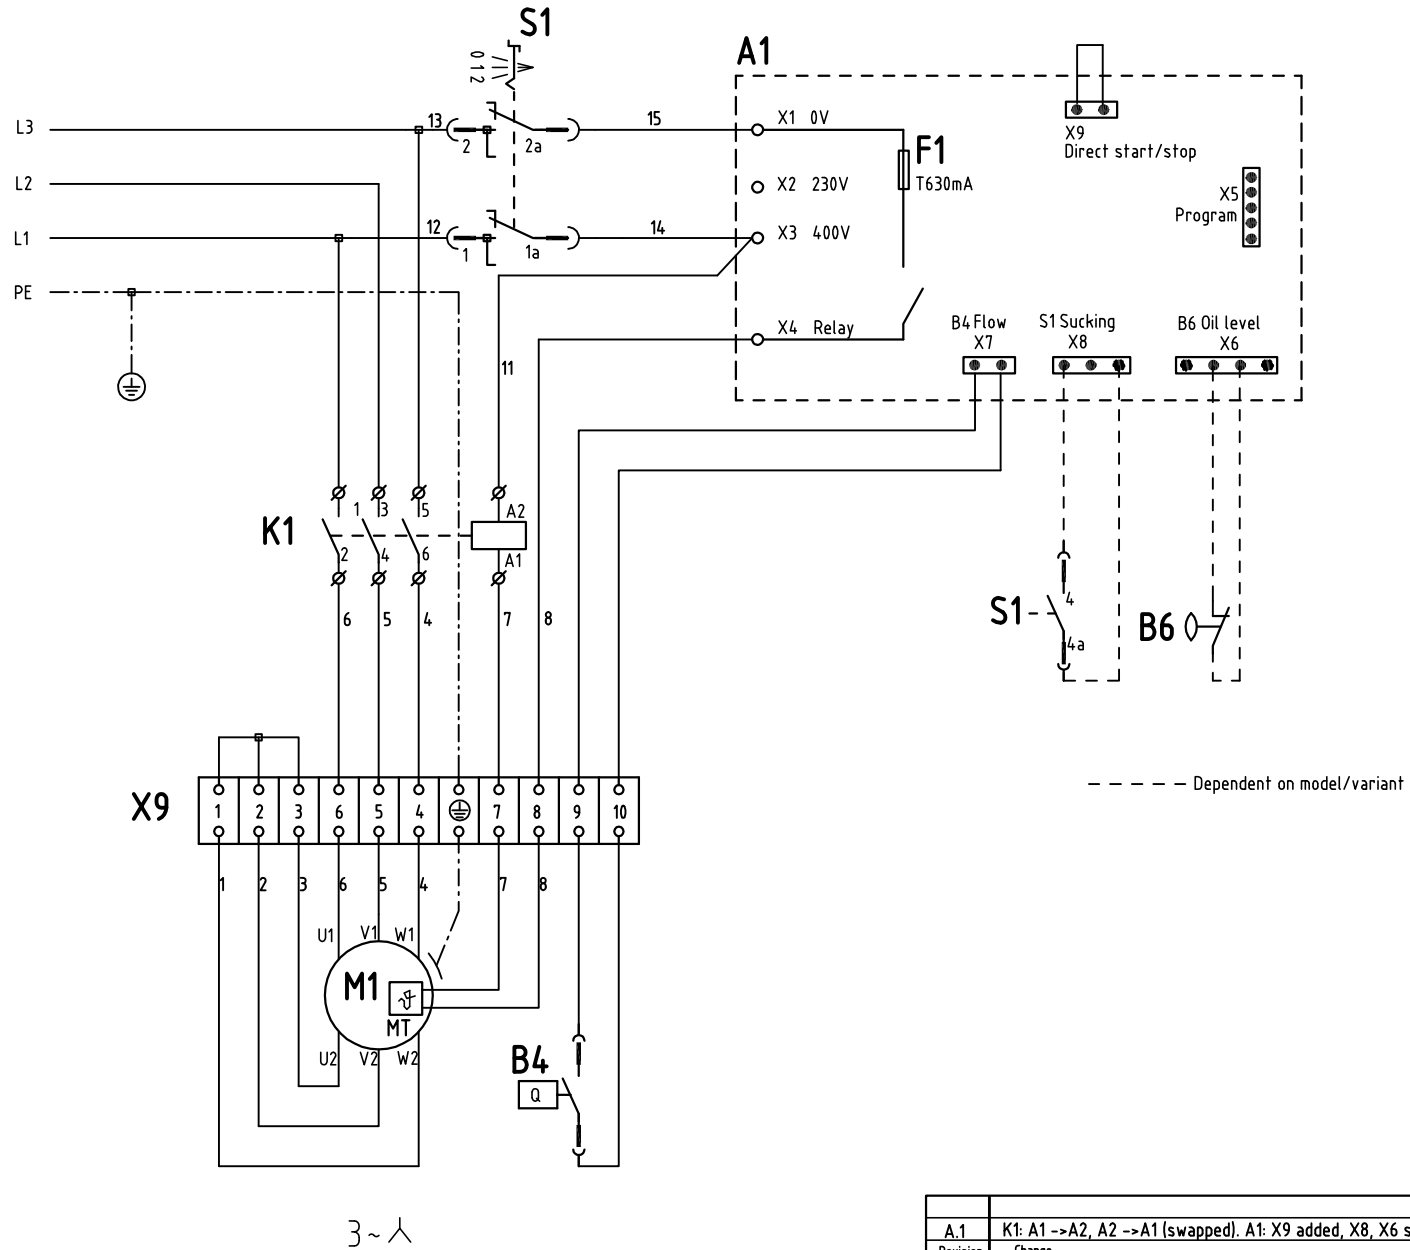 S1
0 1 2
A1
L3
13
2
2a
15
X1 0V
F1
T630mA
X9
Direct start/stop
L2
X2 230V
X5
Program
L1
12
1
1a
14
X3 400V
PE
X4 Relay
B4 Flow
X7
S1 Sucking
X8
B6 Oil level
X6
11
K1
1
3
5
A2
2
4
6
A1
6
5
4
7
8
S1
4
4a
B6
Dependent on model/variant
X9
1 2 3 6 5 4 7 8 9 10
1 2 3 6 5 4 7 8
U1 V1 W1
M1
MT
U2 V2 W2
B4
Q
3 ~
A.1 K1: A1 ->A2, A2 ->A1 (swapped). A1: X9 added, X8, X6 s
Revision Change